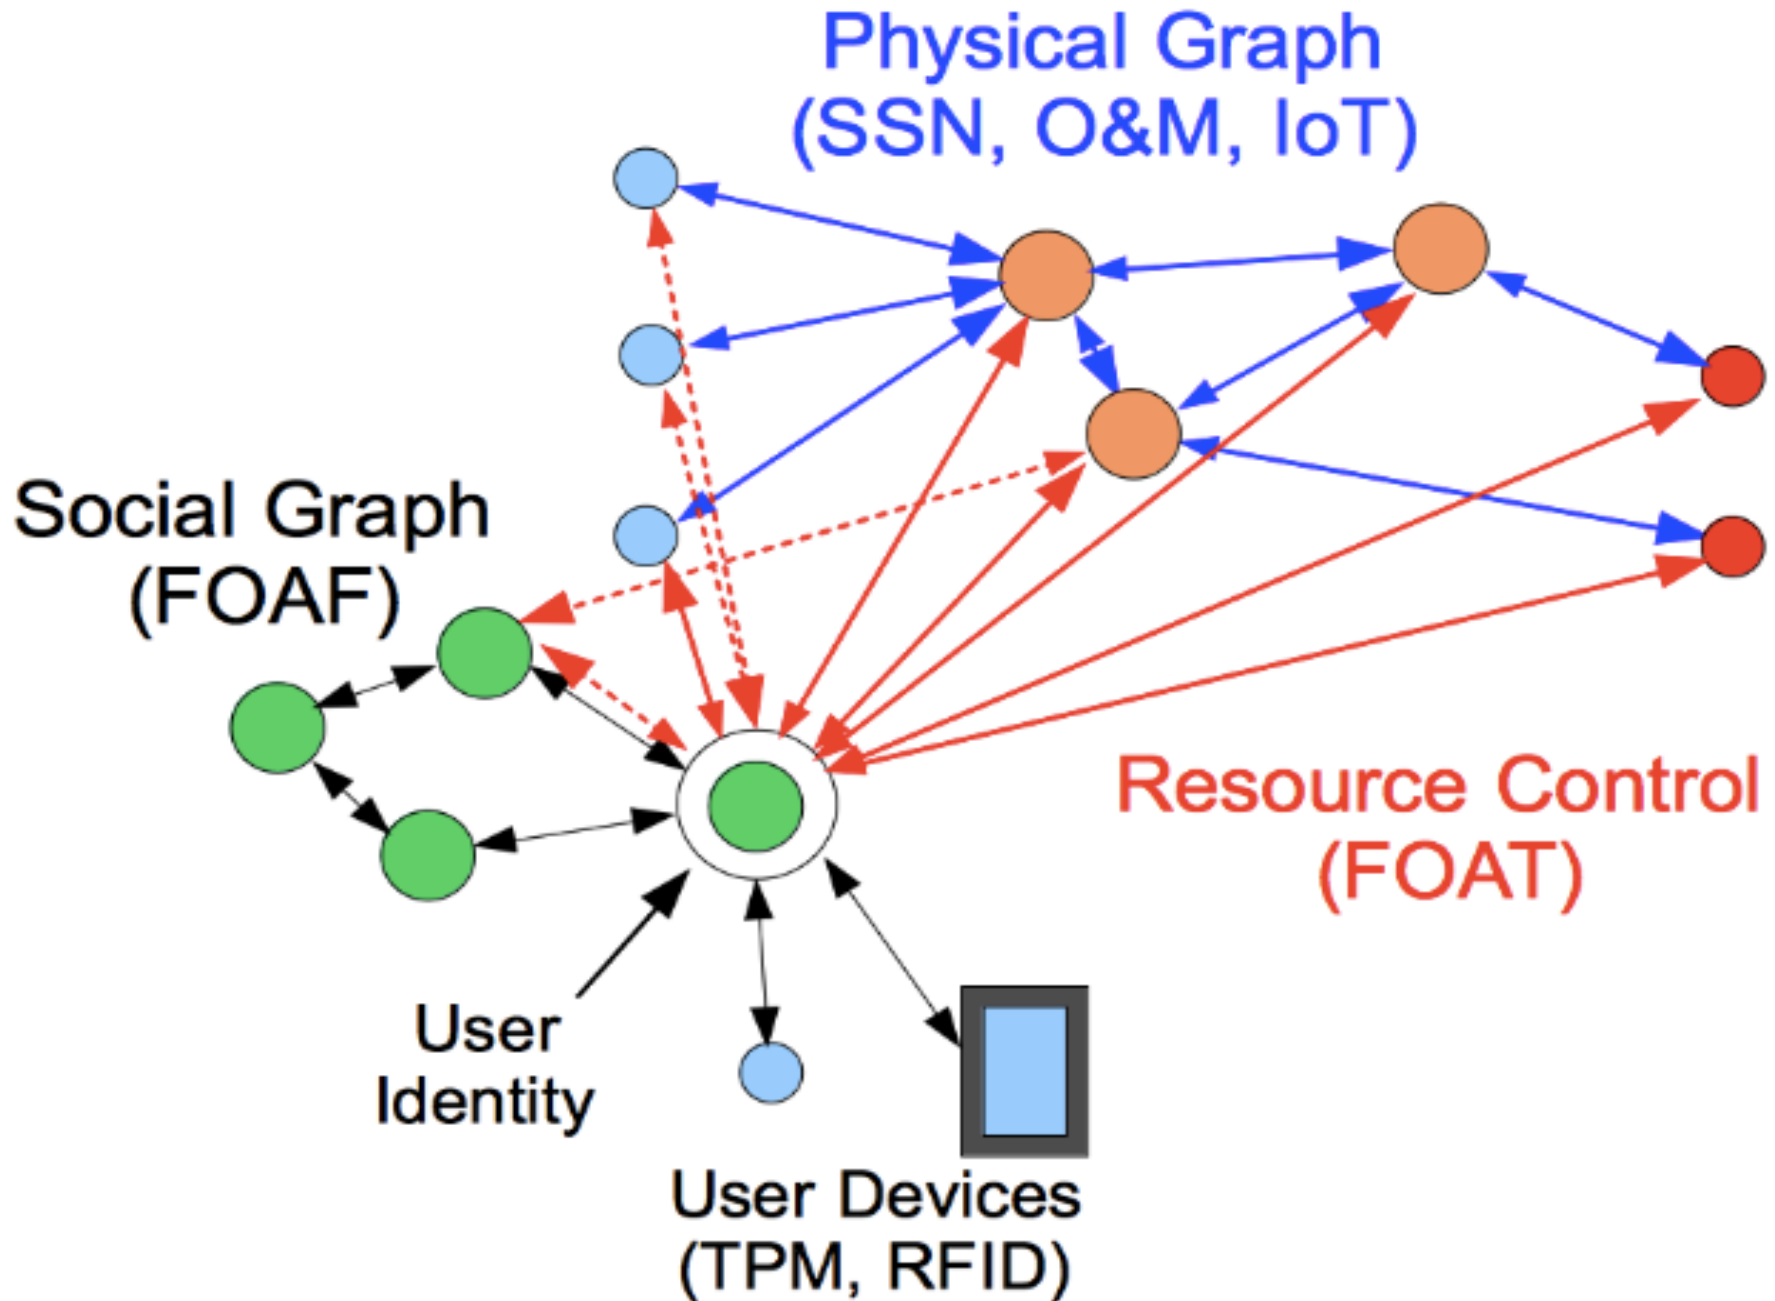 Physical Graph
(SSN, O&M, IoT)
Social Graph
(FOAF)
Resource Control
(FOAT)
User
Identity
User Devices
(TPM, RFID)